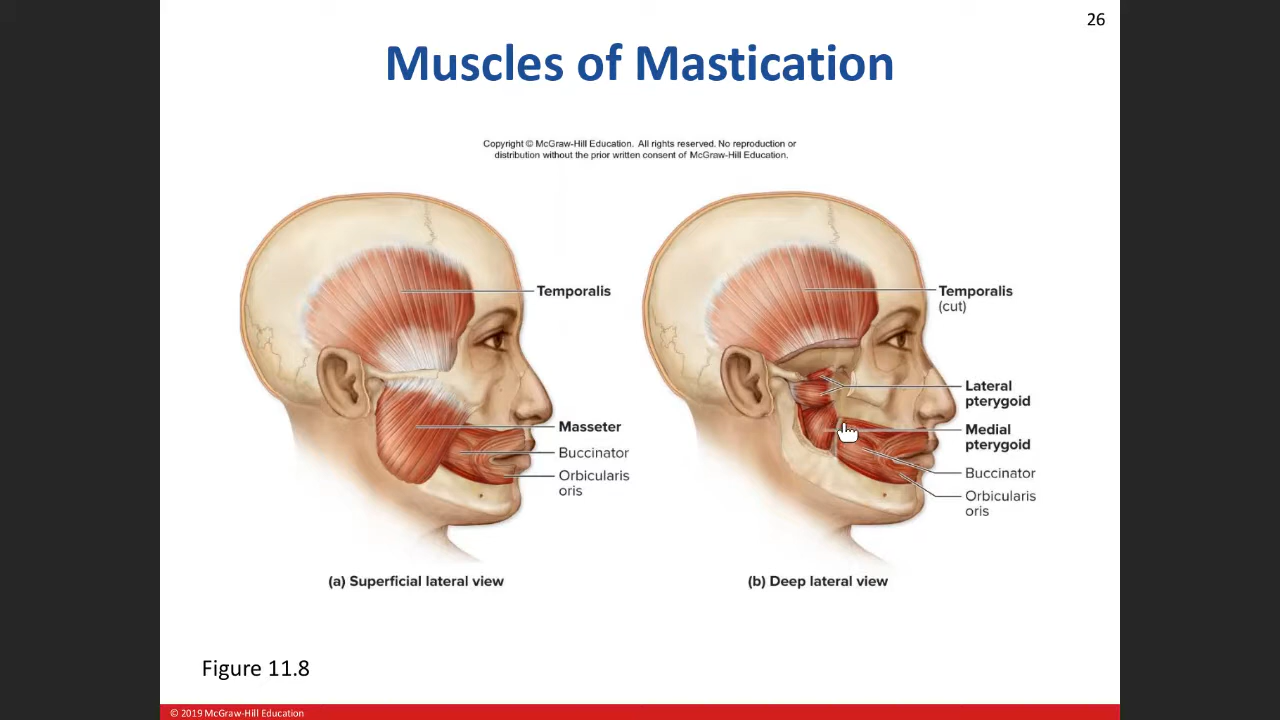 26
Muscles of Mastication
Copyright © McGraw-Hill Education. All rights reserved. No reproduction or
distribution without the prior written consent of McGraw-Hill Education.
Temporalis
Masseter
Buccinator
Orbicularis
oris
(a) Superficial lateral view
Temporalis
(cut)
Lateral
pterygoid
Medial
pterygoid
Buccinator
Orbicularis
oris
(b) Deep lateral view
Figure 11.8
© 2019 McGraw-Hill Education